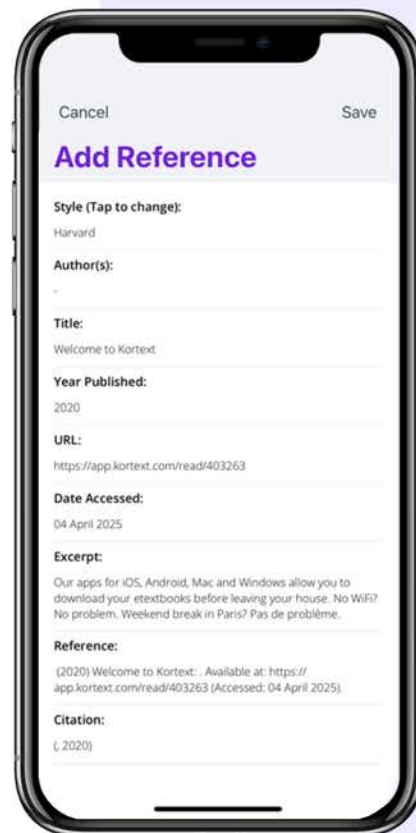 Cancel
Save
Add Reference
Style (Tap to change):
Harvard
Author(s):
-
Title:
Welcome to Kortext
Year Published:
2020
URL:
https://app.kortext.com/read/403263
Date Accessed:
04 April 2025
Excerpt:
Our apps for iOS, Android, Mac and Windows allow you to
download your etextbooks before leaving your house. No WiFi?
No problem. Weekend break in Paris? Pas de problème.
Reference:
(2020) Welcome to Kortext: . Available at: https://
app.kortext.com/read/403263 (Accessed: 04 April 2025).
Citation:
(, 2020)